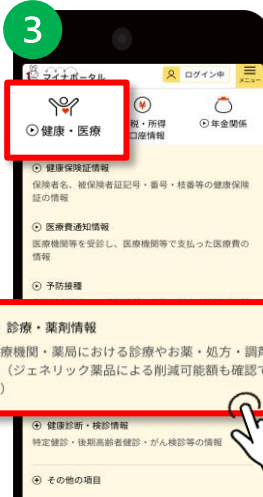 3
マイナポータル
ログイン中
メニュー
健康・医療
税・所得
口座情報
年金関係
健康保険証情報
保険者名、被保険者証記号・番号・枝番等の健康保険
証の情報
医療費通知情報
医療機関等を受診し、医療機関等で支払った医療費の
情報
予防接種
診療・薬剤情報
療機関・薬局における診療やお薬・処方・調剤
（ジェネリック薬品による削減可能額も確認で
）
健康診断・検診情報
特定健診・後期高齢者健診・がん検診等の情報
その他の項目